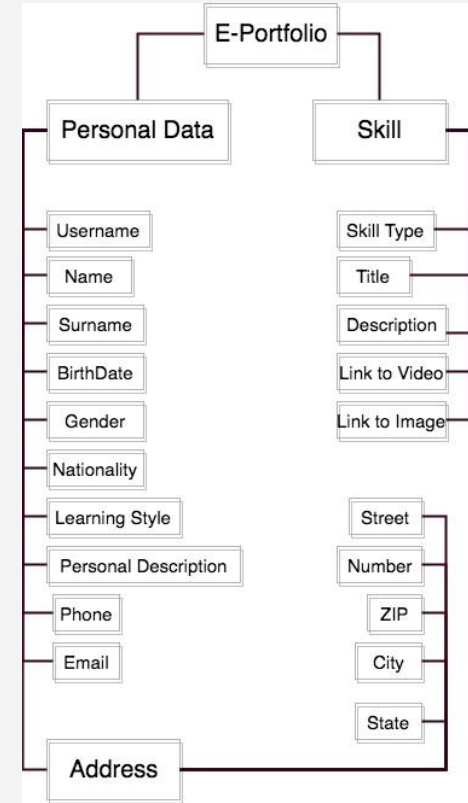 E-Portfolio
Personal Data
Skill
Username
Name
Surname
BirthDate
Gender
Nationality
Learning Style
Personal Description
Phone
Email
Address
Skill Type
Title
Description
Link to Video
Link to Image
Street
Number
ZIP
City
State